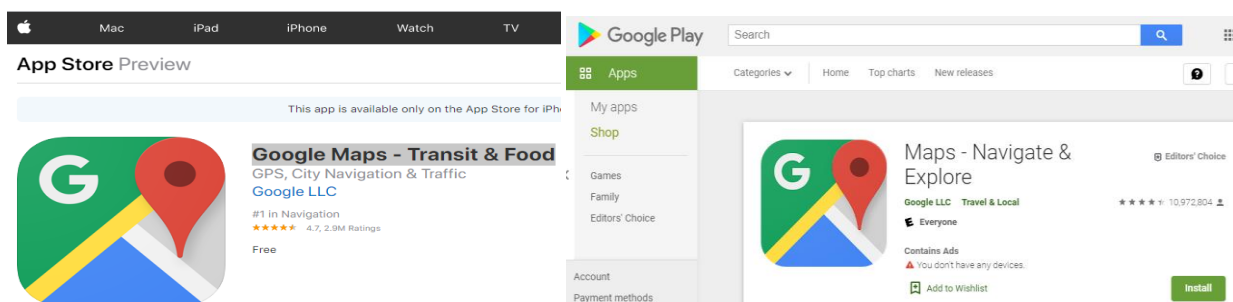 Mac iPad iPhone Watch TV
App Store Preview
This app is available only on the App Store for iPh
Google Maps - Transit & Food
GPS, City Navigation & Traffic
Google LLC
#1 in Navigation
4.7, 2.9M Ratings
Free
G
Google Play
Search
Apps
Categories Home Top charts New releases
My apps
Shop
Games
Family
Editors' Choice
Account
Payment methods
G
Maps - Navigate &
Explore
Editors' Choice
Google LLC Travel & Local
10,972,804
E Everyone
Contains Ads
You don't have any devices.
Add to Wishlist
Install